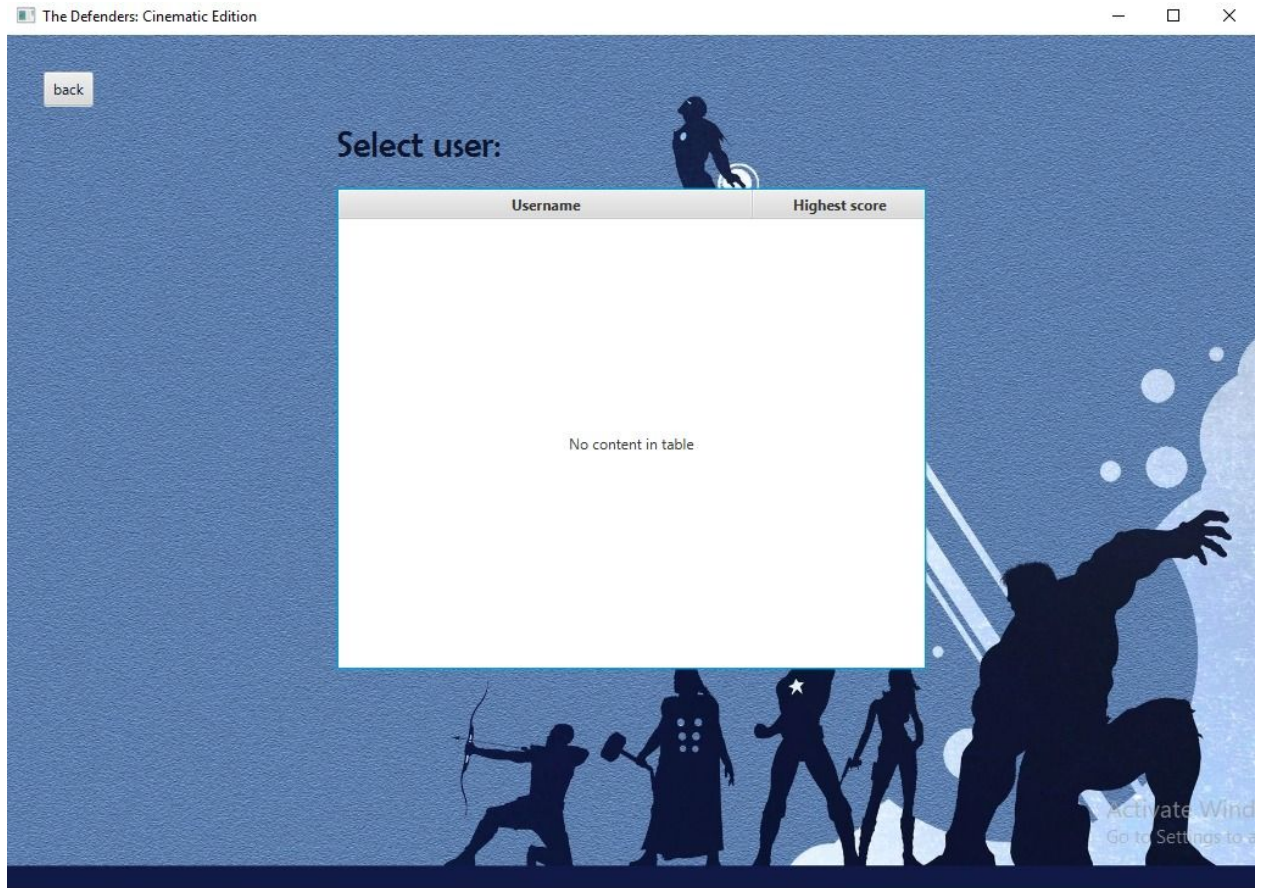 The Defenders: Cinematic Edition
back
Select user:
Username Highest score
No content in table
Activate Wind
Go to Settings to a